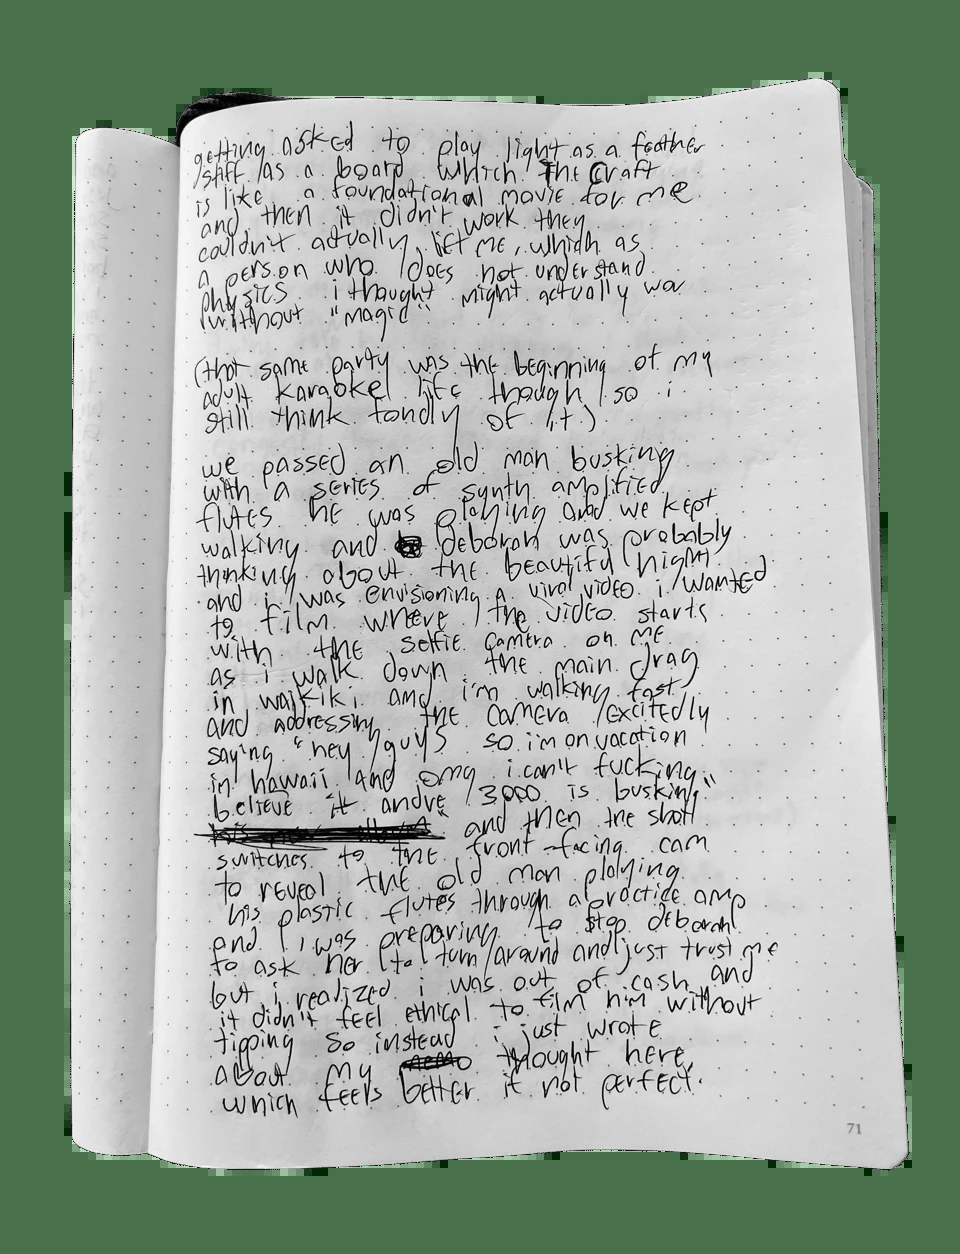 getting asked to play light as a feather
stiff as a board which The Craft
is like a foundational movie for me
and then it didn't work they
couldn't actually lift me, which as
a person who does not understand
physics i thought might actually wor
without "magic"
(that same party was the beginning of my
adult karaoke life though so i
still think fondly of it.)
we passed an old man busking
with a series of synth amplified
flutes he was playing and we kept
walking and deborah was probably
thinking about the beautiful night
and i was envisioning a viral video i wanted
to film where the video starts
with the selfie camera on me
as i walk down the main drag
in waikiki and i'm walking fast
and addressing the camera excitedly
saying "hey guys so i'm on vacation
in hawaii and omg i can't fucking
believe it andre 3000 is busking"
and then the shot
switches to the front-facing cam
to reveal the old man playing
his plastic flutes through a practice amp
and i was preparing to stop deborah
to ask her to turn around and just trust me
but i realized i was out of cash and
it didn't feel ethical to film him without
tipping so instead i just wrote
about my thought here,
which feels better if not perfect.
71